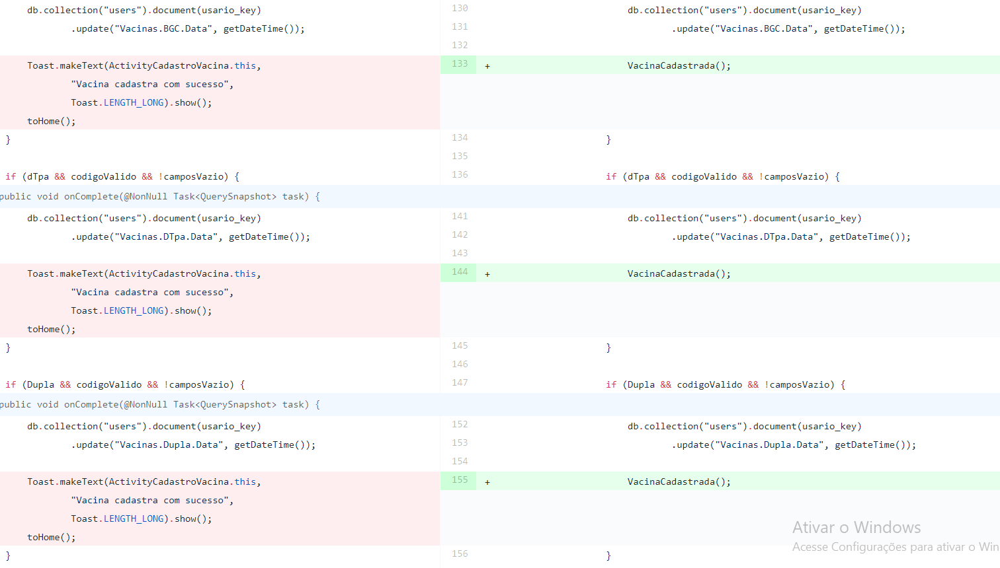 db.collection("users").document(usario_key)
.update("Vacinas.BGC.Data", getDateTime());
Toast.makeText(ActivityCadastroVacina.this,
"Vacina cadastra com sucesso",
Toast.LENGTH_LONG).show();
toHome();
}
if (dTpa && codigoValido && !camposVazio) {
public void onComplete(@NonNull Task<QuerySnapshot> task) {
db.collection("users").document(usario_key)
.update("Vacinas.DTpa.Data", getDateTime());
Toast.makeText(ActivityCadastroVacina.this,
"Vacina cadastra com sucesso",
Toast.LENGTH_LONG).show();
toHome();
}
if (Dupla && codigoValido && !camposVazio) {
public void onComplete(@NonNull Task<QuerySnapshot> task) {
db.collection("users").document(usario_key)
.update("Vacinas.Dupla.Data", getDateTime());
Toast.makeText(ActivityCadastroVacina.this,
"Vacina cadastra com sucesso",
Toast.LENGTH_LONG).show();
toHome();
}
130 db.collection("users").document(usario_key)
131 .update("Vacinas.BGC.Data", getDateTime());
132
133 + VacinaCadastrada();
134 }
135
136 if (dTpa && codigoValido && !camposVazio) {
141 db.collection("users").document(usario_key)
142 .update("Vacinas.DTpa.Data", getDateTime());
143
144 + VacinaCadastrada();
145 }
146
147 if (Dupla && codigoValido && !camposVazio) {
152 db.collection("users").document(usario_key)
153 .update("Vacinas.Dupla.Data", getDateTime());
154
155 + VacinaCadastrada();
156 }
Ativar o Windows
Acesse Configurações para ativar o Win